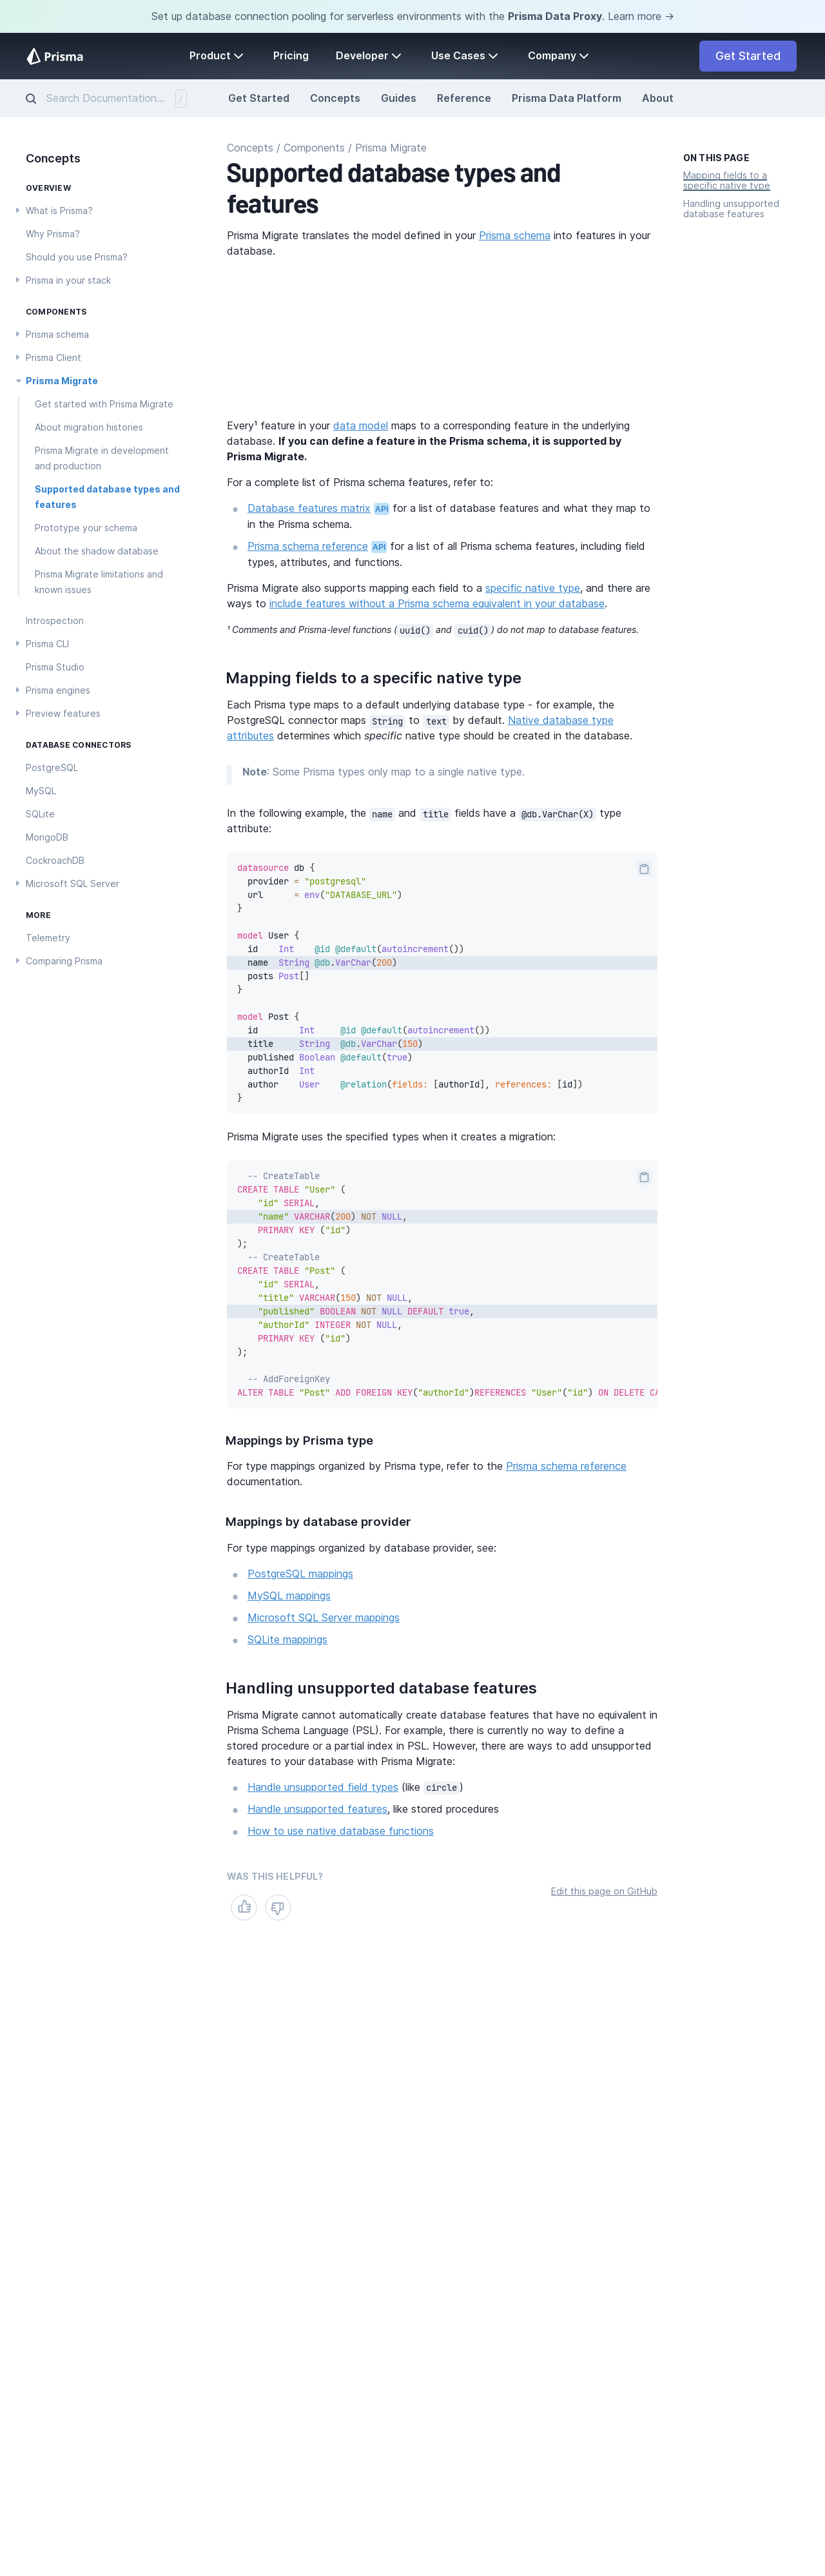 Set up database connection pooling for serverless environments with the Prisma Data Proxy. Learn more →
Prisma
Product
Pricing
Developer
Use Cases
Company
Get Started
Search Documentation... /
Get Started
Concepts
Guides
Reference
Prisma Data Platform
About
Concepts
OVERVIEW
What is Prisma?
Why Prisma?
Should you use Prisma?
Prisma in your stack
COMPONENTS
Prisma schema
Prisma Client
Prisma Migrate
Get started with Prisma Migrate
About migration histories
Prisma Migrate in development
and production
Supported database types and
features
Prototype your schema
About the shadow database
Prisma Migrate limitations and
known issues
Introspection
Prisma CLI
Prisma Studio
Prisma engines
Preview features
DATABASE CONNECTORS
PostgreSQL
MySQL
SQLite
MongoDB
CockroachDB
Microsoft SQL Server
MORE
Telemetry
Comparing Prisma
Concepts / Components / Prisma Migrate
Supported database types and
features
Prisma Migrate translates the model defined in your Prisma schema into features in your
database.
Every¹ feature in your data model maps to a corresponding feature in the underlying
database. If you can define a feature in the Prisma schema, it is supported by
Prisma Migrate.
For a complete list of Prisma schema features, refer to:
Database features matrix API for a list of database features and what they map to
in the Prisma schema.
Prisma schema reference API for a list of all Prisma schema features, including field
types, attributes, and functions.
Prisma Migrate also supports mapping each field to a specific native type, and there are
ways to include features without a Prisma schema equivalent in your database.
¹ Comments and Prisma-level functions ( uuid() and cuid() ) do not map to database features.
Mapping fields to a specific native type
Each Prisma type maps to a default underlying database type - for example, the
PostgreSQL connector maps String to text by default. Native database type
attributes determines which specific native type should be created in the database.
Note: Some Prisma types only map to a single native type.
In the following example, the name and title fields have a @db.VarChar(X) type
attribute:
datasource db {
  provider = "postgresql"
  url      = env("DATABASE_URL")
}
model User {
  id    Int    @id @default(autoincrement())
  name  String @db.VarChar(200)
  posts Post[]
}
model Post {
  id        Int     @id @default(autoincrement())
  title     String  @db.VarChar(150)
  published Boolean @default(true)
  authorId  Int
  author    User    @relation(fields: [authorId], references: [id])
}
Prisma Migrate uses the specified types when it creates a migration:
  -- CreateTable
CREATE TABLE "User" (
    "id" SERIAL,
    "name" VARCHAR(200) NOT NULL,
    PRIMARY KEY ("id")
);
  -- CreateTable
CREATE TABLE "Post" (
    "id" SERIAL,
    "title" VARCHAR(150) NOT NULL,
    "published" BOOLEAN NOT NULL DEFAULT true,
    "authorId" INTEGER NOT NULL,
    PRIMARY KEY ("id")
);
  -- AddForeignKey
ALTER TABLE "Post" ADD FOREIGN KEY("authorId")REFERENCES "User"("id") ON DELETE CA
Mappings by Prisma type
For type mappings organized by Prisma type, refer to the Prisma schema reference
documentation.
Mappings by database provider
For type mappings organized by database provider, see:
PostgreSQL mappings
MySQL mappings
Microsoft SQL Server mappings
SQLite mappings
Handling unsupported database features
Prisma Migrate cannot automatically create database features that have no equivalent in
Prisma Schema Language (PSL). For example, there is currently no way to define a
stored procedure or a partial index in PSL. However, there are ways to add unsupported
features to your database with Prisma Migrate:
Handle unsupported field types (like circle )
Handle unsupported features, like stored procedures
How to use native database functions
WAS THIS HELPFUL?
Edit this page on GitHub
ON THIS PAGE
Mapping fields to a
specific native type
Handling unsupported
database features